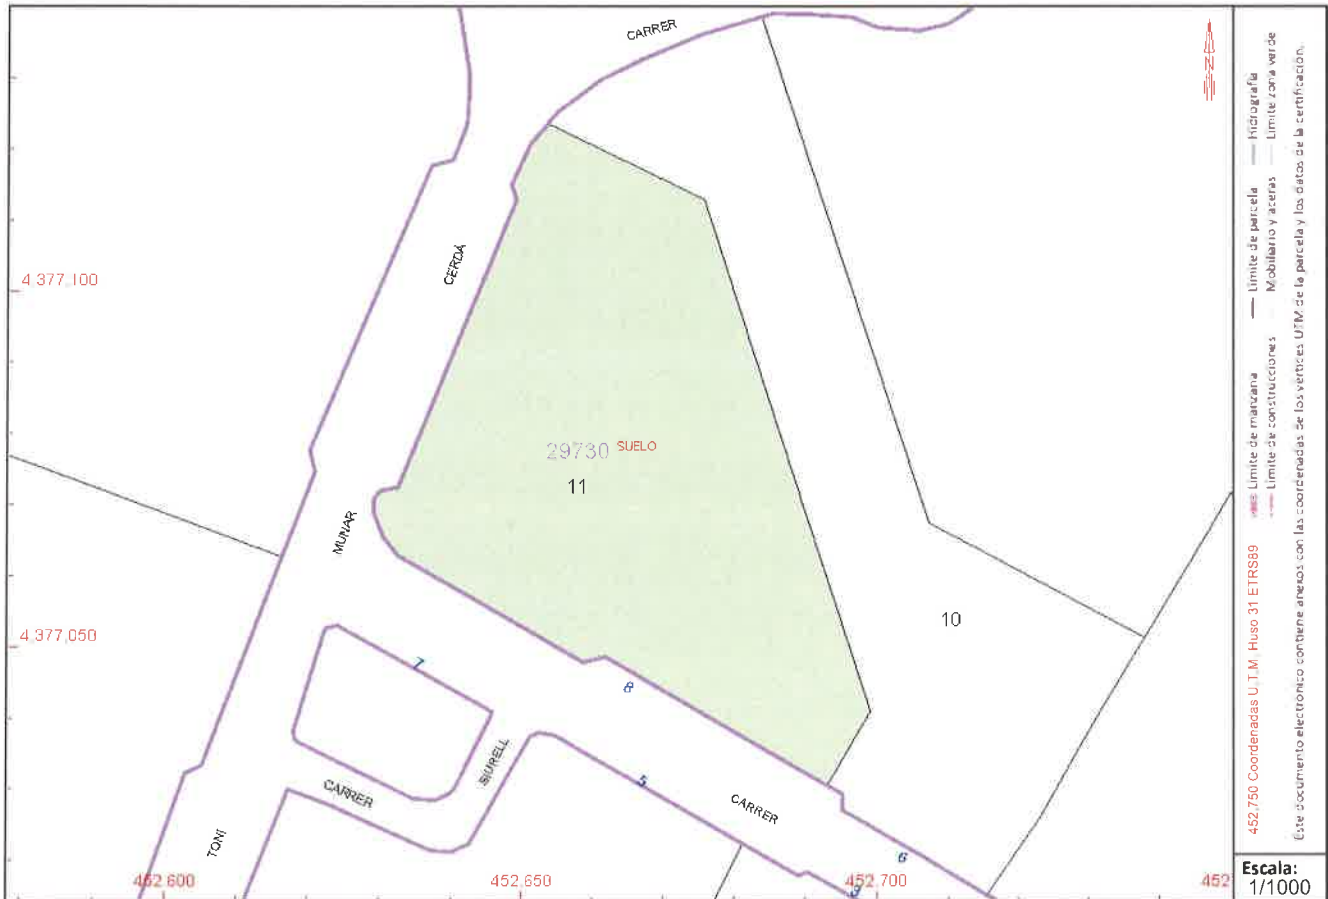 CARRER
N
CERDÀ
4.377,100
29730 SUELO
11
MUNAR
4.377,050
10
7
8
BIURELL
5
CARRER
CARRER
TONI
6
3
452,600
452,650
452,700
452
Hidrografía
Límite zona verde
Límite de parcela
Mobiliario y aceras
Límite de manzana
Límite de construcciones
452,750 Coordenadas U.T.M. Huso 31 ETRS89
Este documento electrónico contiene anexos con las coordenadas de los vértices UTM de la parcela y los datos de la certificación.
Escala:
1/1000